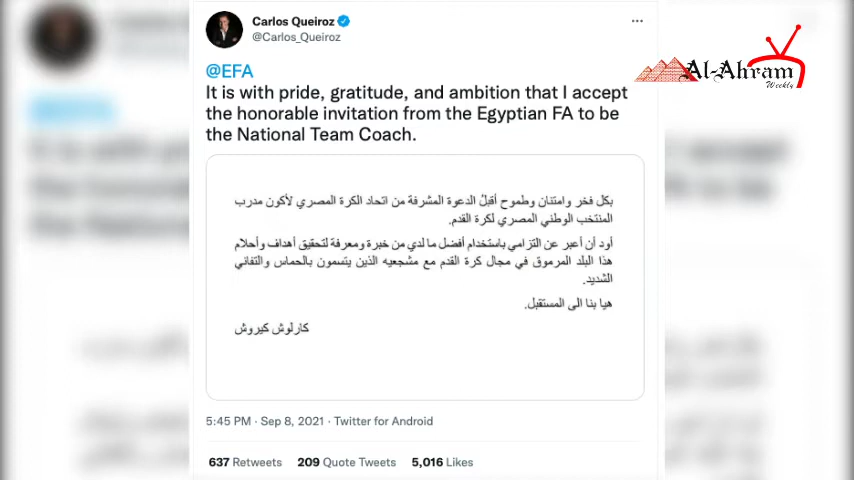 Carlos Queiroz
@Carlos_Queiroz
Al-Ahram
Weekly
@EFA
It is with pride, gratitude, and ambition that I accept
the honorable invitation from the Egyptian FA to be
the National Team Coach.
بكل فخر وامتنان وطموح أقبلُ الدعوة المشرفة من اتحاد الكرة المصري لأكون مدرب
المنتخب الوطني المصري لكرة القدم.
أود أن أعبر عن التزامي باستخدام أفضل ما لدي من خبرة ومعرفة لتحقيق أهداف وأحلام
هذا البلد المرموق في مجال كرة القدم مع مشجعيه الذين يتسمون بالحماس والتفاني
الشديد.
هيا بنا الى المستقبل.
كارلوش كيروش
5:45 PM · Sep 8, 2021 · Twitter for Android
637 Retweets 209 Quote Tweets 5,016 Likes